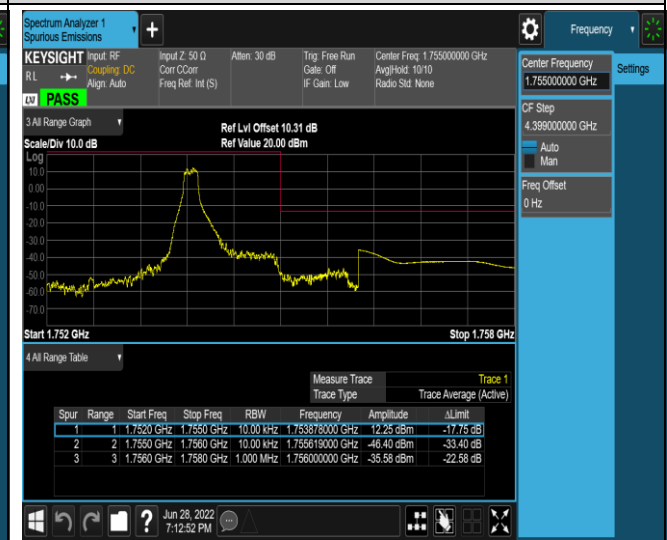 Spectrum Analyzer 1
Spurious Emissions
+
Frequency
KEYSIGHT
Input: RF
Input Z: 50 Ω
Atten: 30 dB
Trig: Free Run
Center Freq: 1.755000000 GHz
R L
Coupling: DC
Corr CCorr
Gate: Off
Avg|Hold: 10/10
Align: Auto
Freq Ref: Int (S)
IF Gain: Low
Radio Std: None
LXI
PASS
Center Frequency
1.755000000 GHz
Settings
CF Step
4.399000000 GHz
Auto
Man
Freq Offset
0 Hz
3 All Range Graph
Ref Lvl Offset 10.31 dB
Scale/Div 10.0 dB
Ref Value 20.00 dBm
Log
10.0
0.00
-10.0
-20.0
-30.0
-40.0
-50.0
-60.0
-70.0
Start 1.752 GHz
Stop 1.758 GHz
4 All Range Table
Measure Trace
Trace 1
Trace Type
Trace Average (Active)
Spur Range Start Freq Stop Freq RBW Frequency Amplitude ΔLimit
1 1 1.7520 GHz 1.7550 GHz 10.00 kHz 1.753878000 GHz 12.25 dBm -17.75 dB
2 2 1.7550 GHz 1.7560 GHz 10.00 kHz 1.755619000 GHz -46.40 dBm -33.40 dB
3 3 1.7560 GHz 1.7580 GHz 1.000 MHz 1.756000000 GHz -35.58 dBm -22.58 dB
?
Jun 28, 2022
7:12:52 PM